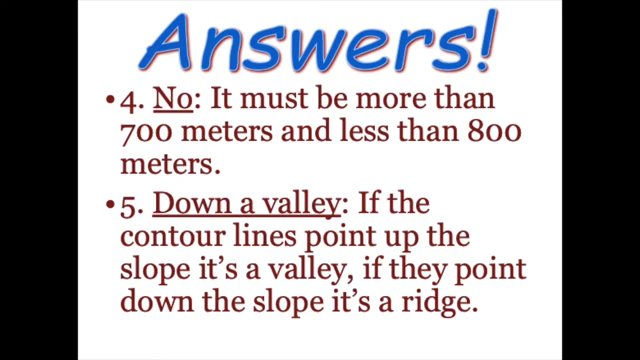 Answers!
• 4. No: It must be more than
700 meters and less than 800
meters.
• 5. Down a valley: If the
contour lines point up the
slope it’s a valley, if they point
down the slope it’s a ridge.